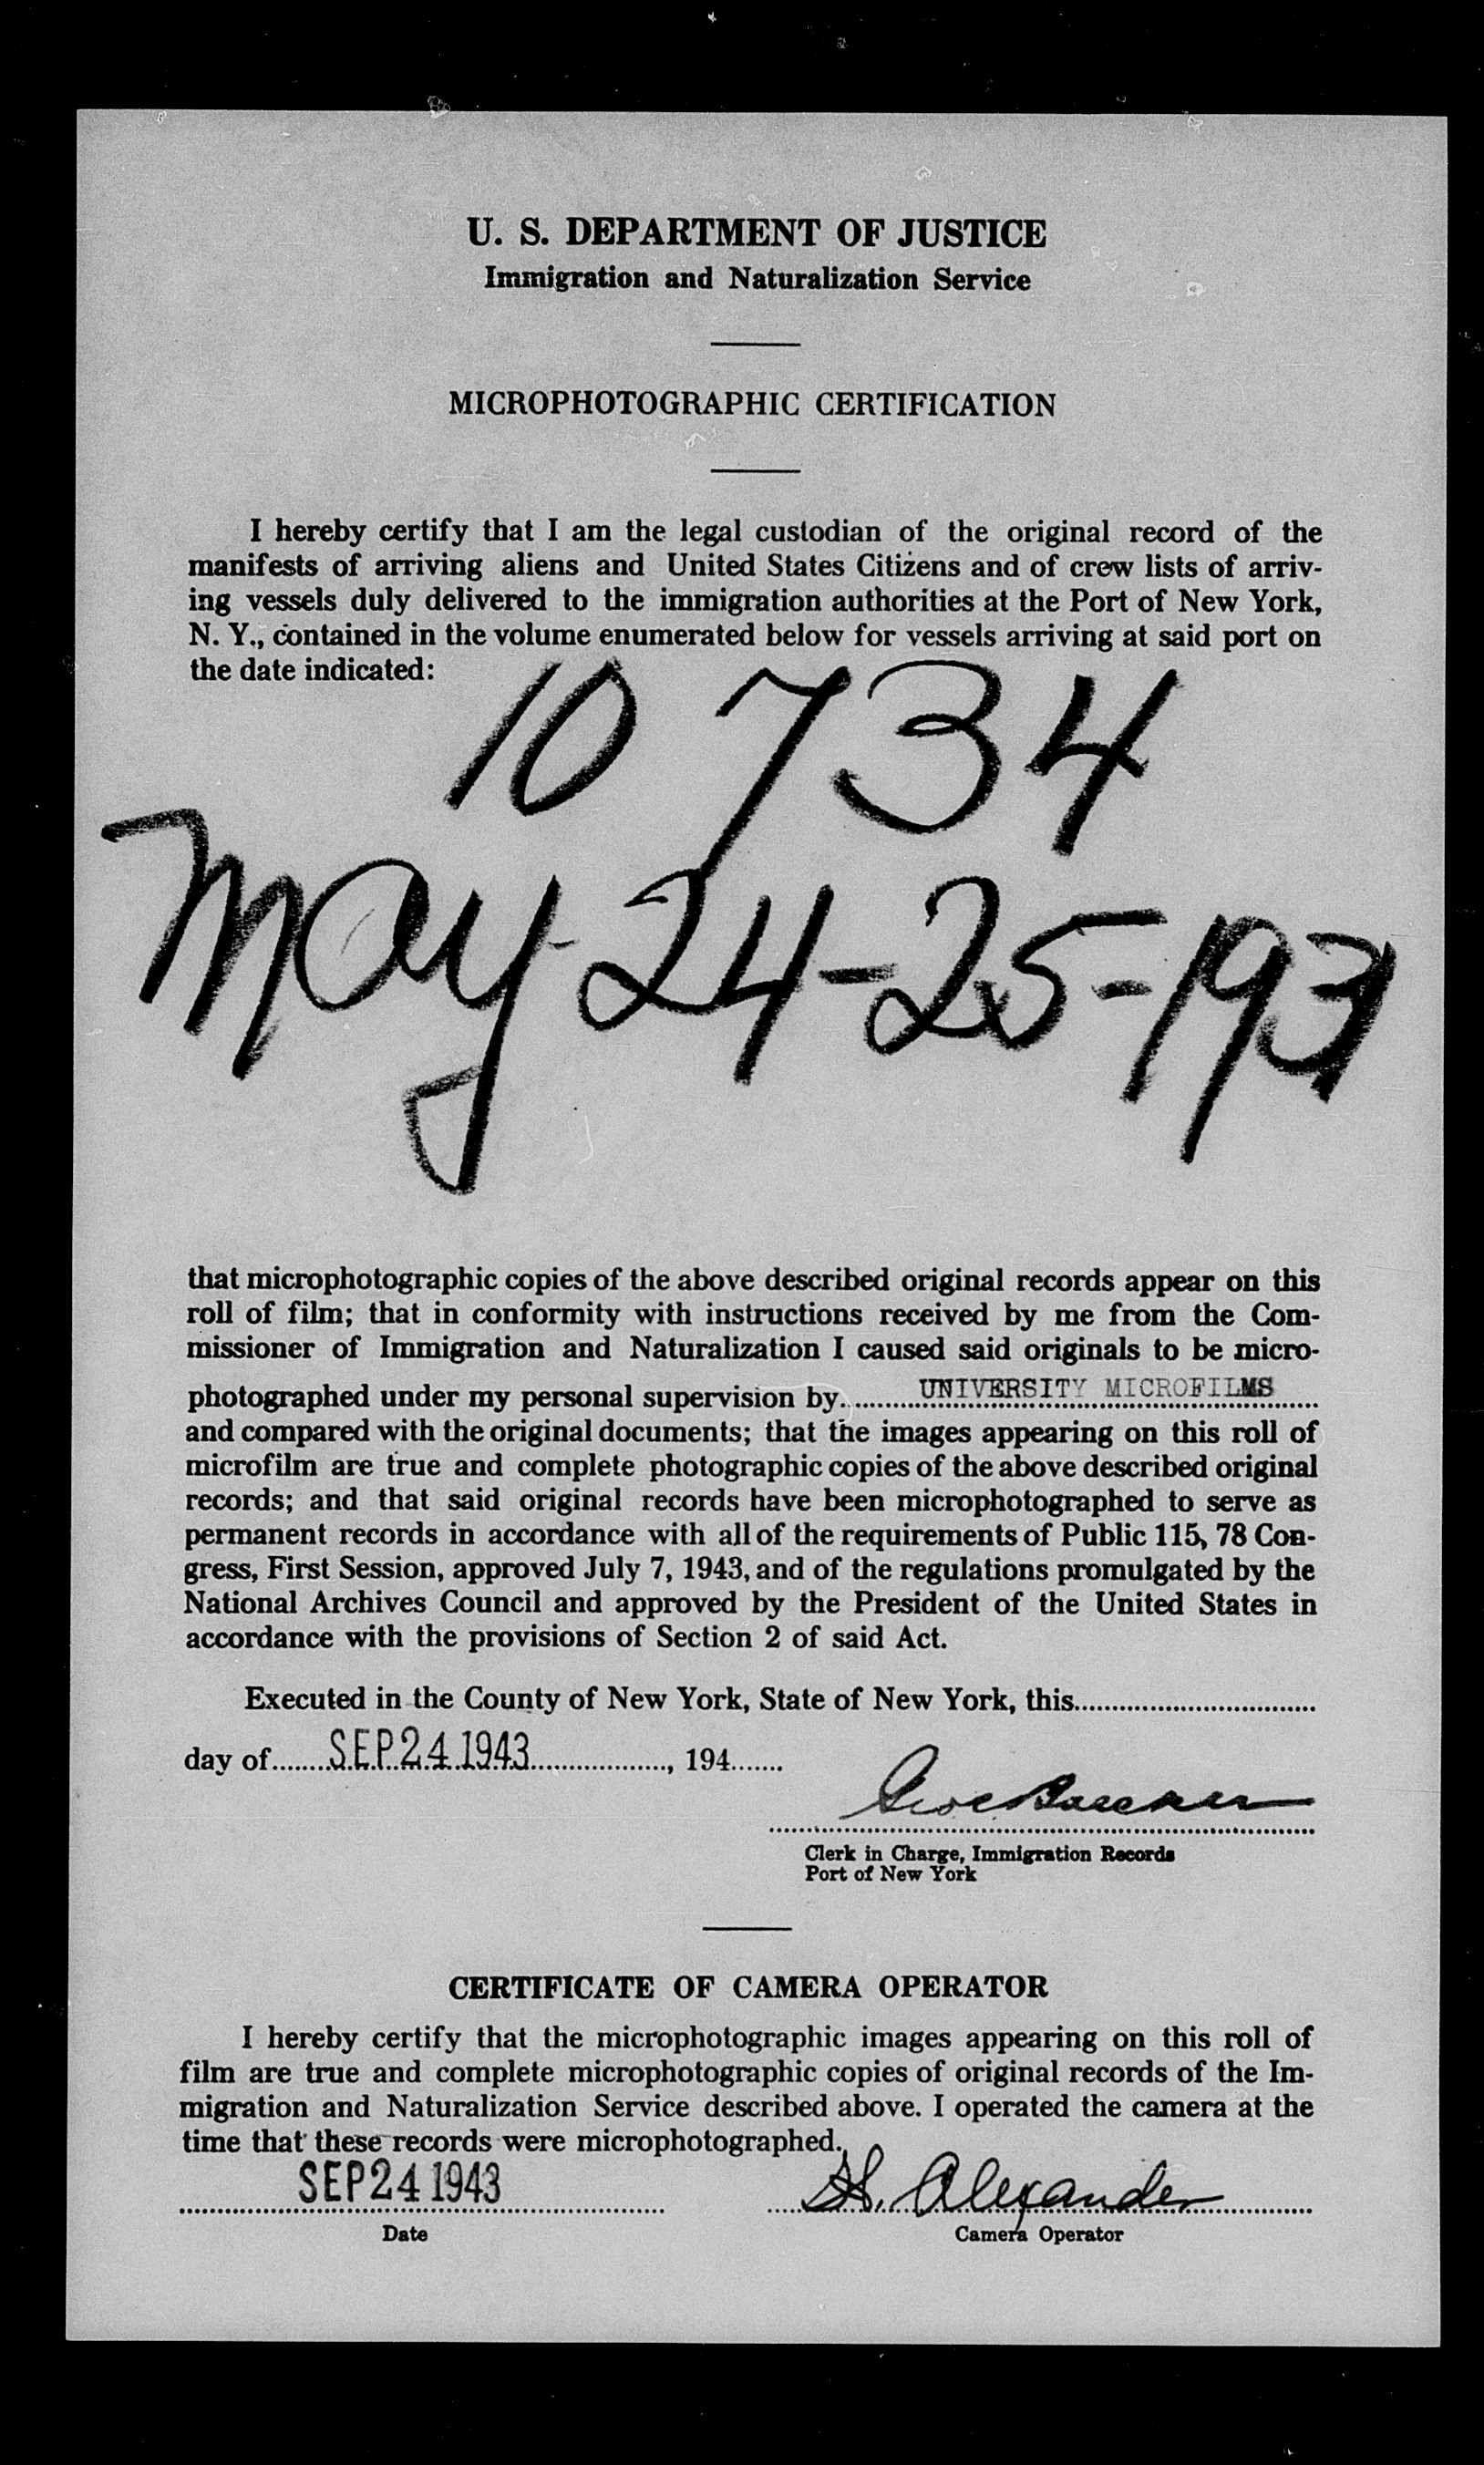 U. S. DEPARTMENT OF JUSTICE
Immigration and Naturalization Service
MICROPHOTOGRAPHIC CERTIFICATION
I hereby certify that I am the legal custodian of the original record of the
manifests of arriving aliens and United States Citizens and of crew lists of arriv-
ing vessels duly delivered to the immigration authorities at the Port of New York,
N. Y., contained in the volume enumerated below for vessels arriving at said port on
the date indicated:
10734
May-24-25-1931
that microphotographic copies of the above described original records appear on this
roll of film; that in conformity with instructions received by me from the Com-
missioner of Immigration and Naturalization I caused said originals to be micro-
photographed under my personal supervision by UNIVERSITY MICROFILMS
and compared with the original documents; that the images appearing on this roll of
microfilm are true and complete photographic copies of the above described original
records; and that said original records have been microphotographed to serve as
permanent records in accordance with all of the requirements of Public 115, 78 Con-
gress, First Session, approved July 7, 1943, and of the regulations promulgated by the
National Archives Council and approved by the President of the United States in
accordance with the provisions of Section 2 of said Act.
Executed in the County of New York, State of New York, this
day of SEP 24 1943, 194
Clerk in Charge, Immigration Records
Port of New York
CERTIFICATE OF CAMERA OPERATOR
I hereby certify that the microphotographic images appearing on this roll of
film are true and complete microphotographic copies of original records of the Im-
migration and Naturalization Service described above. I operated the camera at the
time that these records were microphotographed.
SEP 24 1943 Alexander
Date Camera Operator